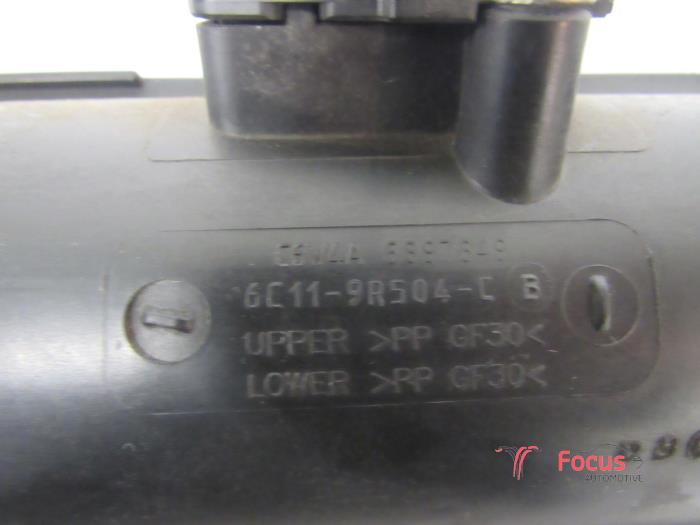 6C11-9R504-C B
UPPER >PP GF30<
LOWER >PP GF30<
Focus
AUTOMOTIVE